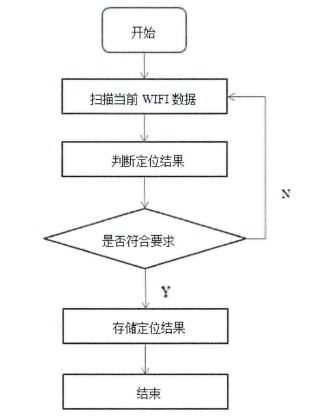 开始
扫描当前 WIFI 数据
判断定位结果
N
是否符合要求
Y
存储定位结果
结束